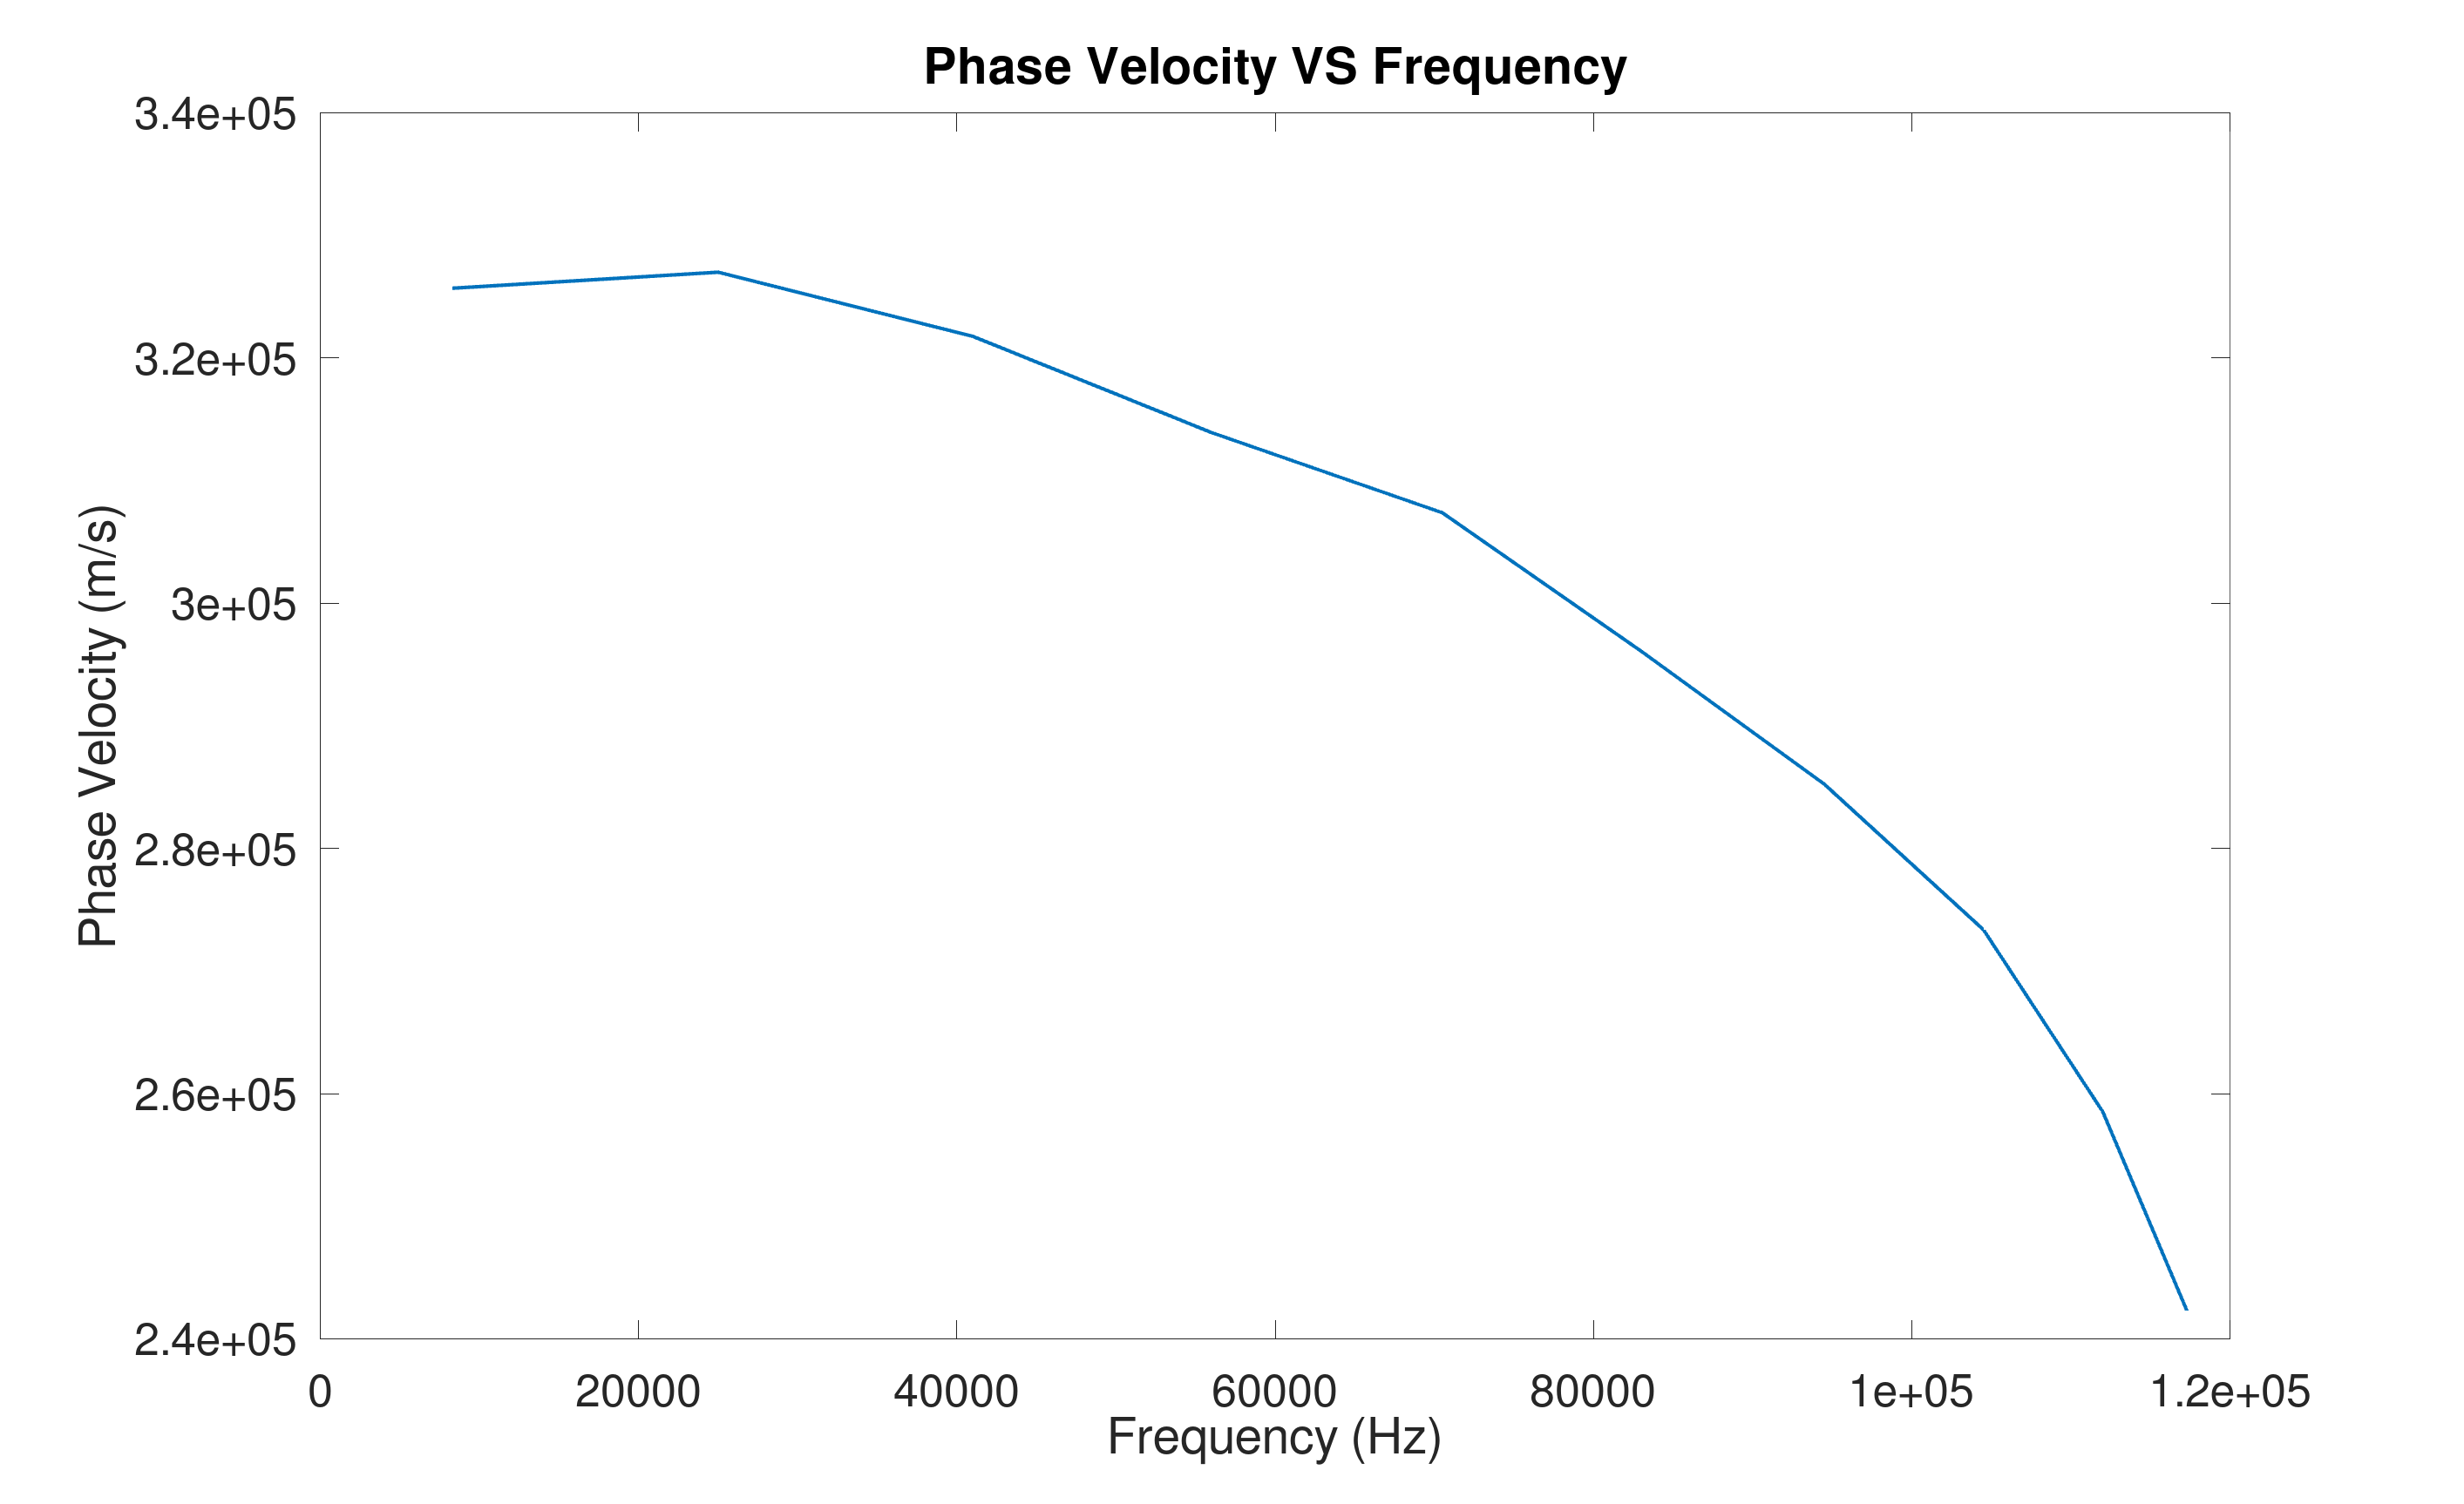 Phase Velocity VS Frequency
3.4e+05
3.2e+05
3e+05
2.8e+05
2.6e+05
2.4e+05
Phase Velocity (m/s)
0 20000 40000 60000 80000 1e+05 1.2e+05
Frequency (Hz)